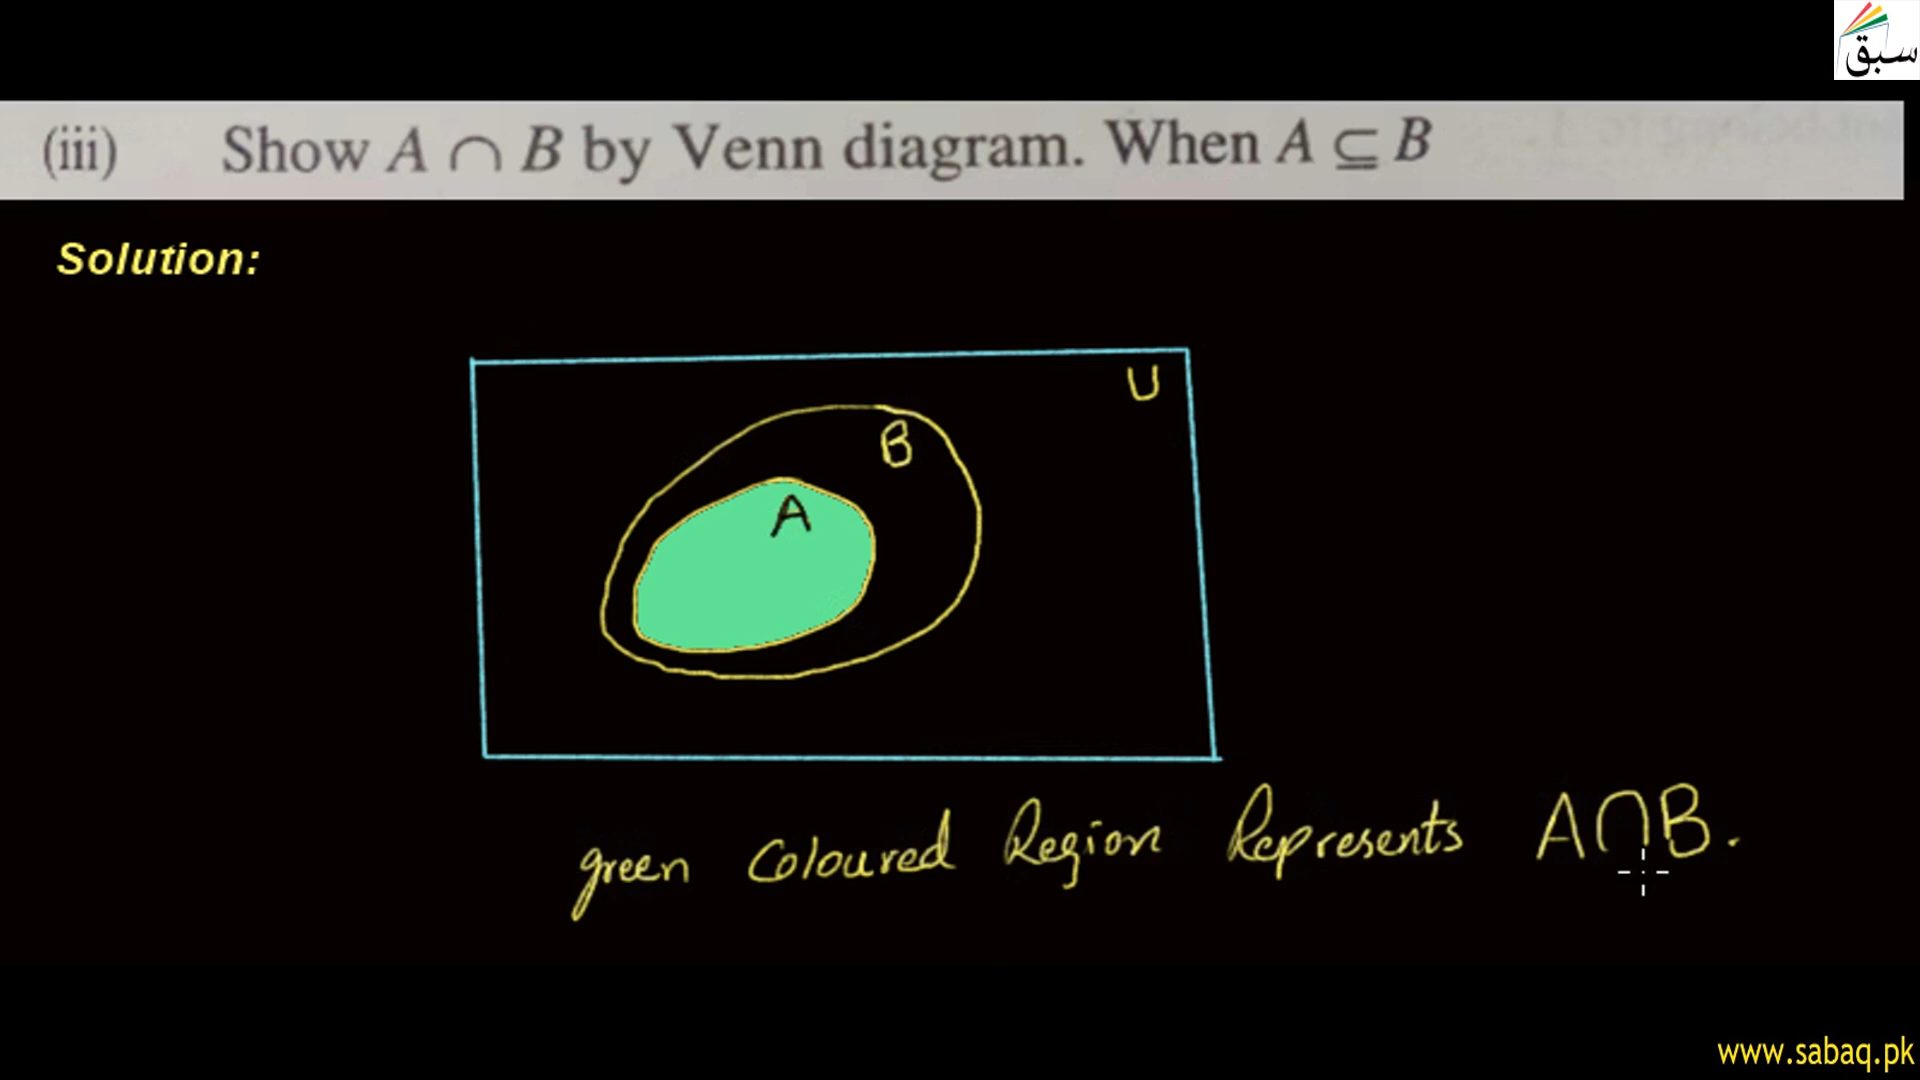 سبق
(iii) Show A ∩ B by Venn diagram. When A ⊆ B
Solution:
U
B
A
green Coloured Region Represents A∩B.
www.sabaq.pk